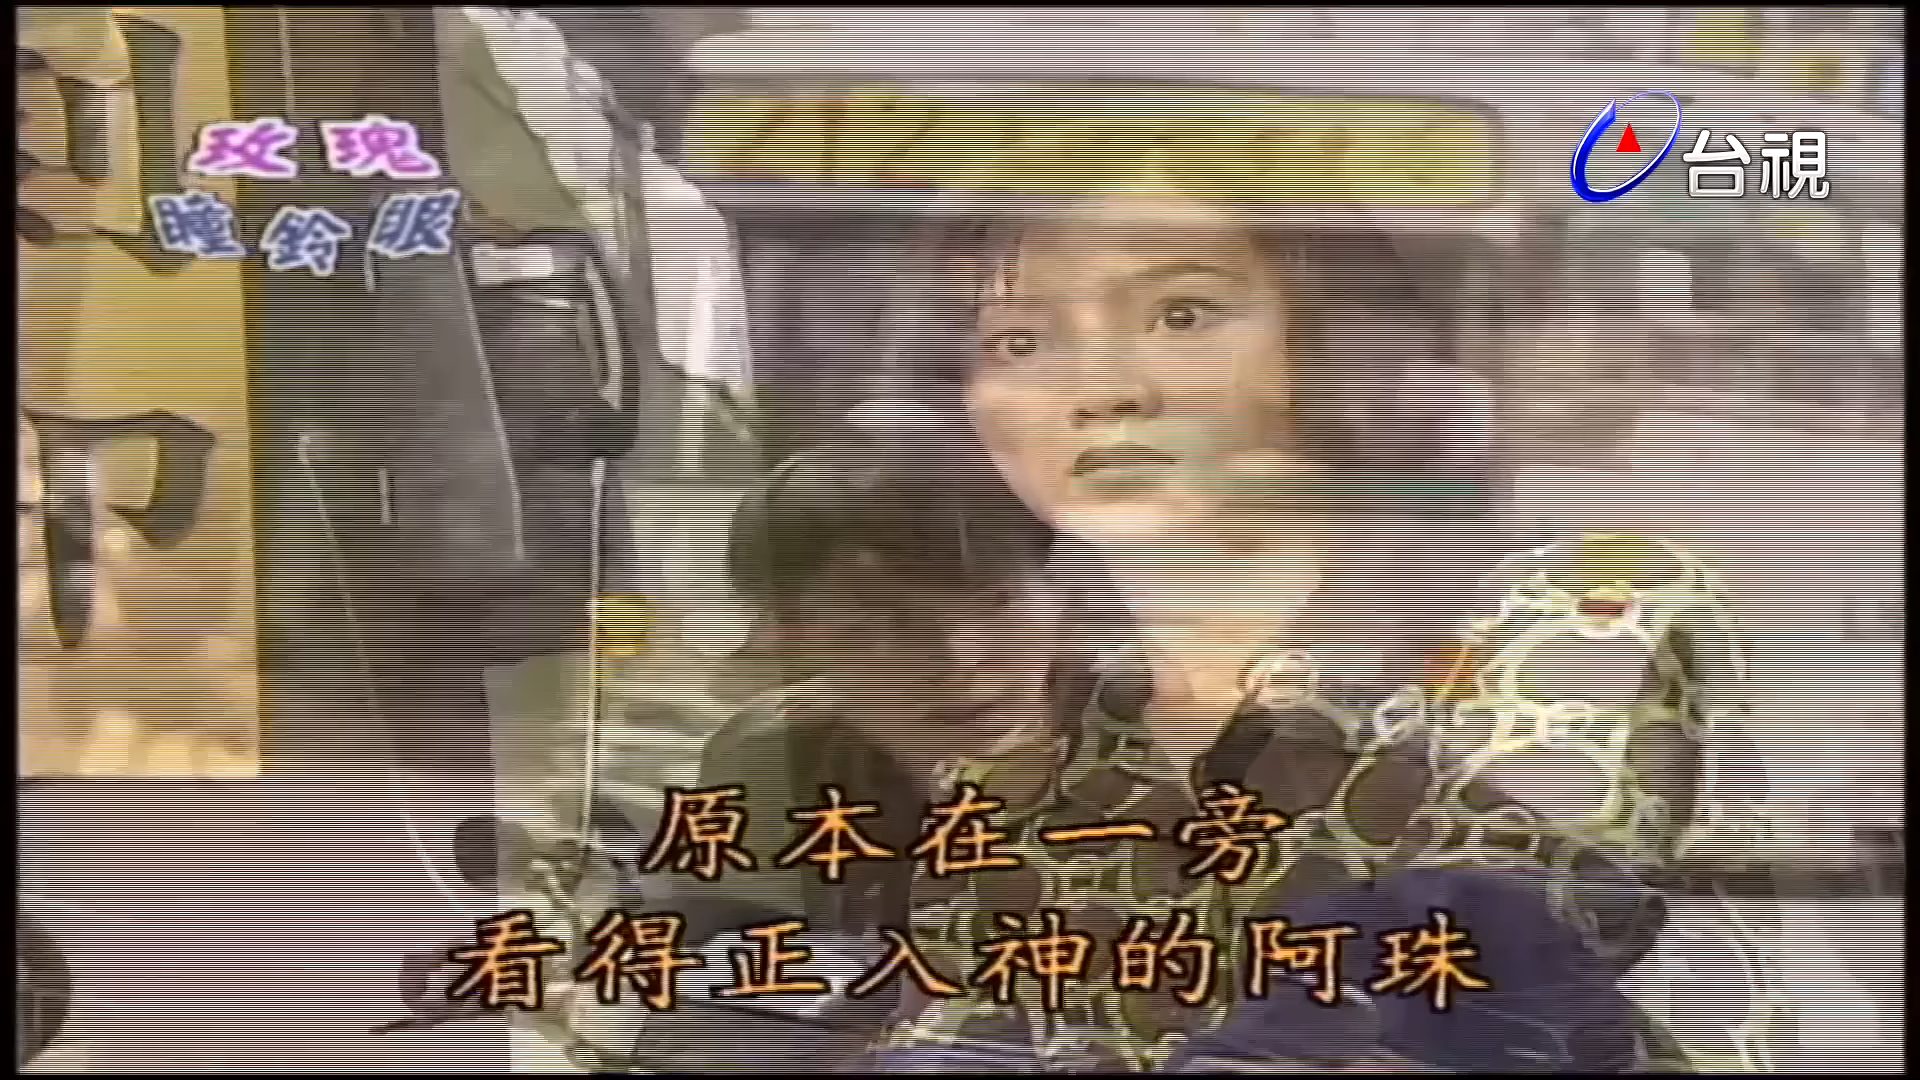 玫瑰
瞳鈴眼
台視
原本在一旁
看得正入神的阿珠